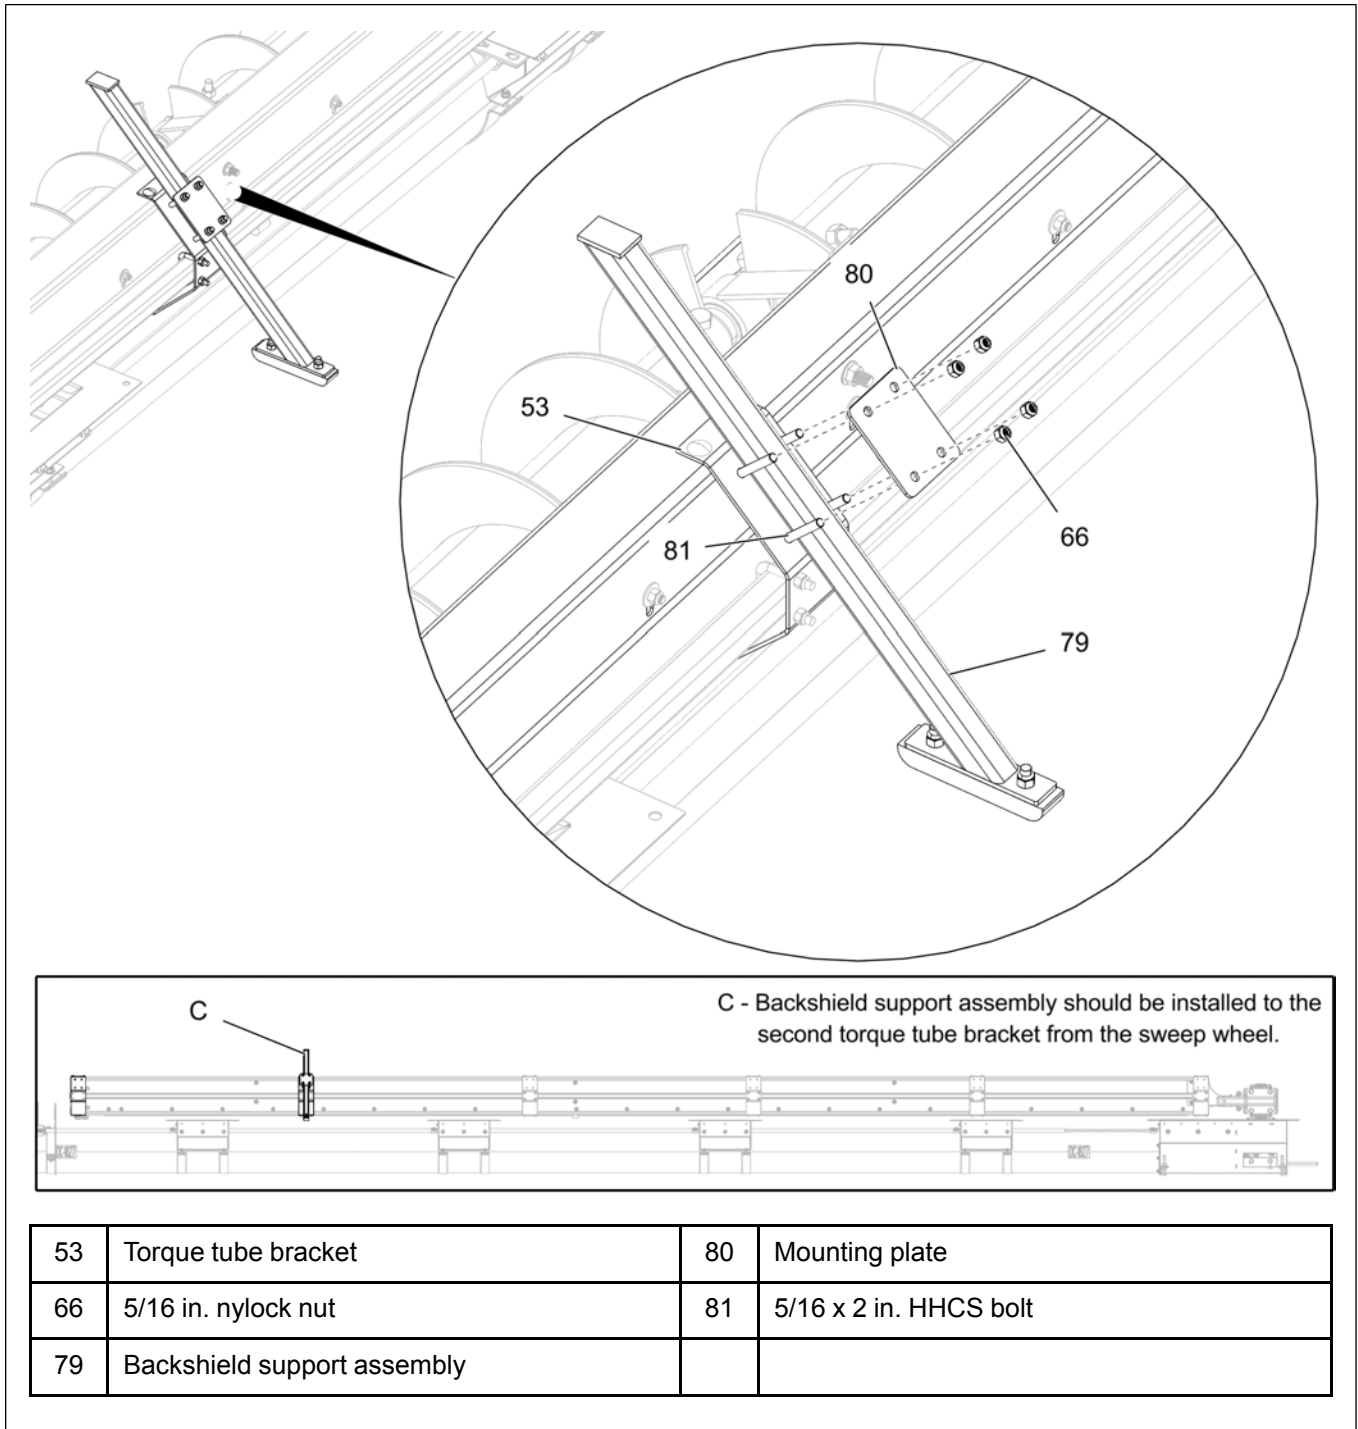 80
53
81
66
79
C
C - Backshield support assembly should be installed to the
second torque tube bracket from the sweep wheel.
53 Torque tube bracket 80 Mounting plate
66 5/16 in. nylock nut 81 5/16 x 2 in. HHCS bolt
79 Backshield support assembly